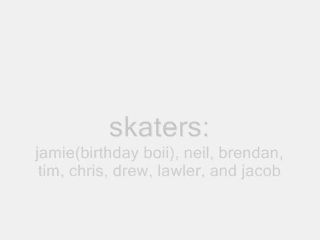 skaters:
jamie(birthday boii), neil, brendan,
tim, chris, drew, lawler, and jacob